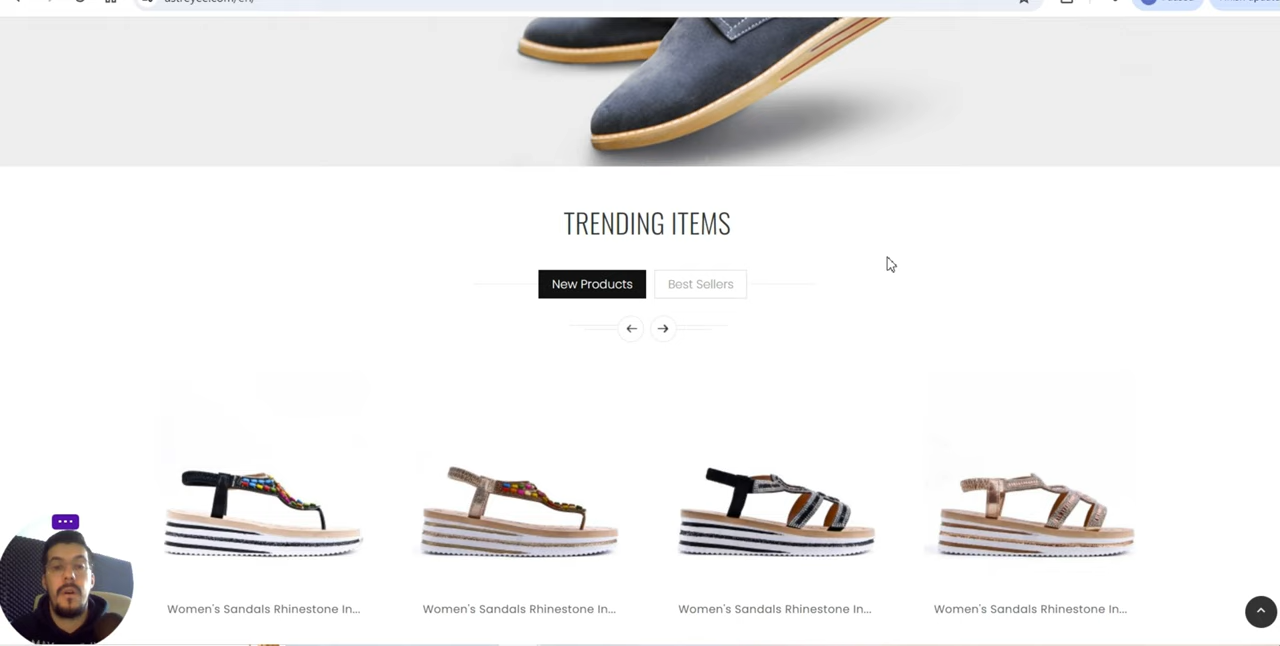 TRENDING ITEMS
New Products
Best Sellers
Women's Sandals Rhinestone In...
Women's Sandals Rhinestone In...
Women's Sandals Rhinestone In...
Women's Sandals Rhinestone In...